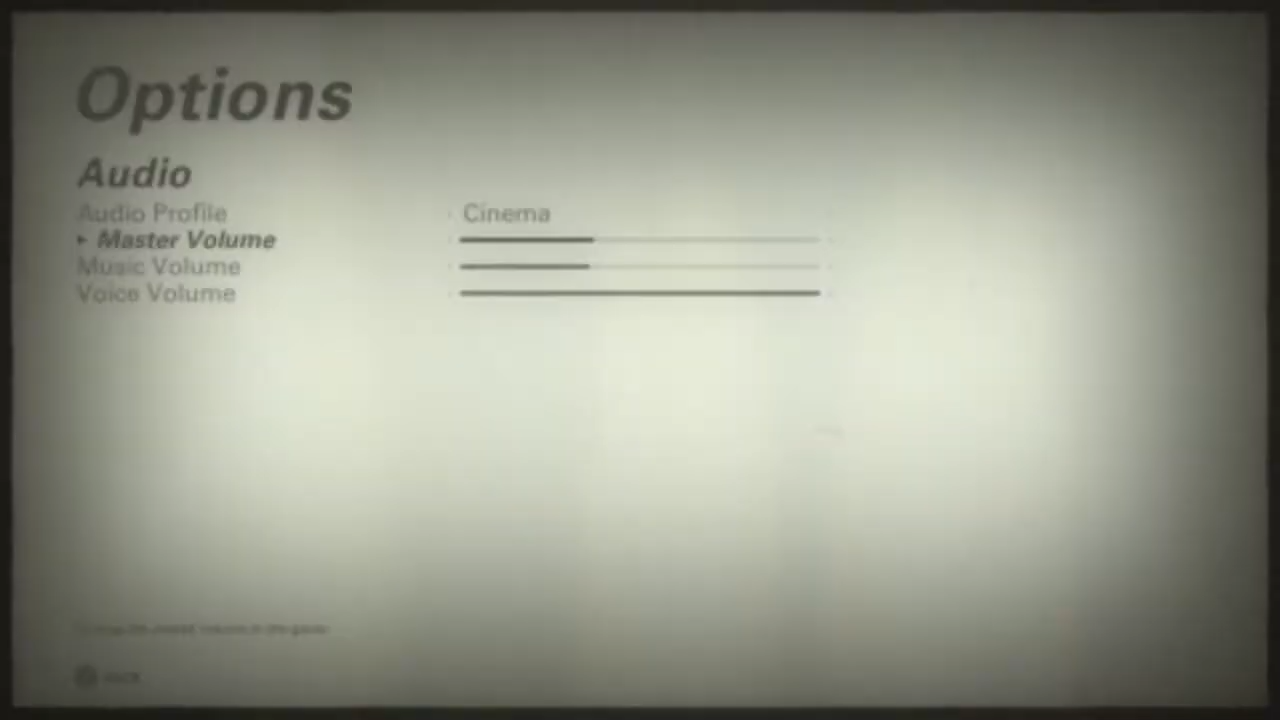 Options
Audio
Audio Profile Cinema
Master Volume
Music Volume
Voice Volume